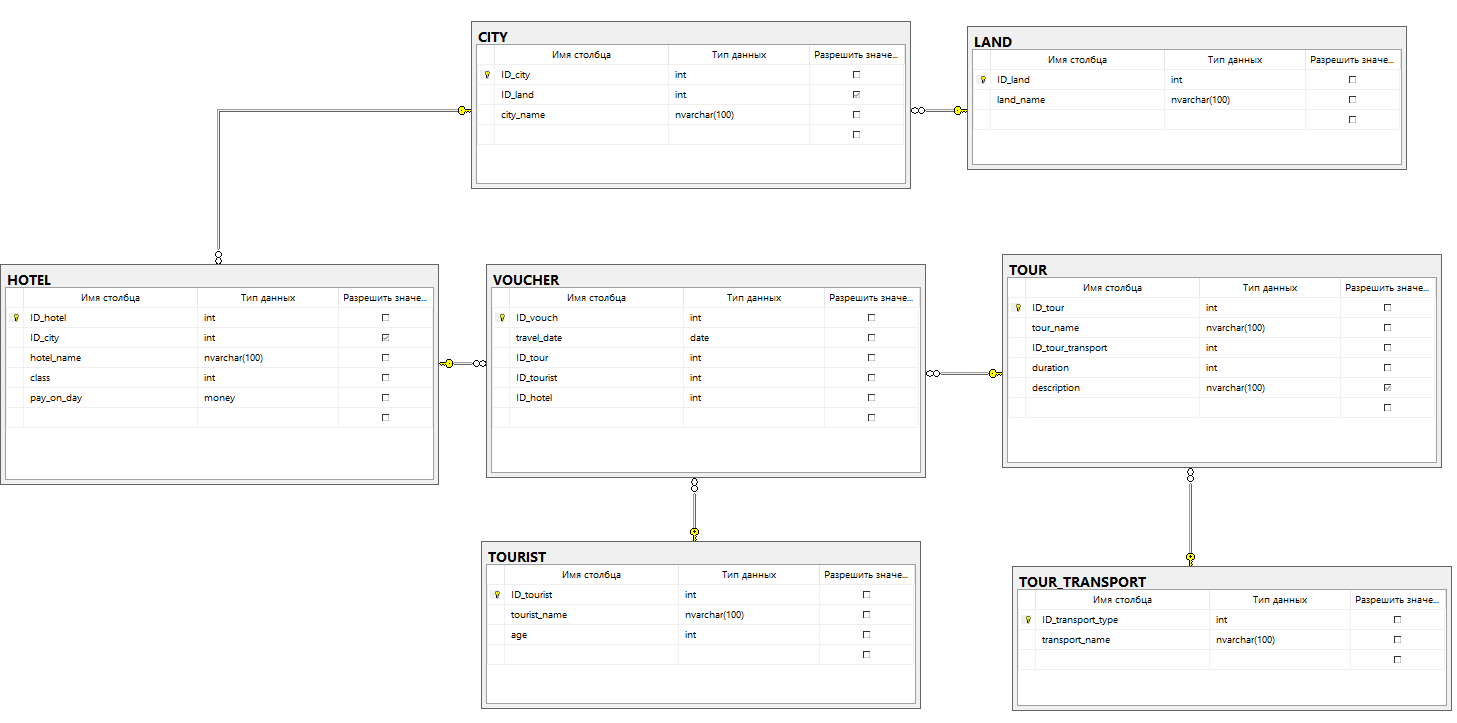 CITY
Имя столбца Тип данных Разрешить значе...
ID_city int
ID_land int
city_name nvarchar(100)
LAND
Имя столбца Тип данных Разрешить значе...
ID_land int
land_name nvarchar(100)
HOTEL
Имя столбца Тип данных Разрешить значе...
ID_hotel int
ID_city int
hotel_name nvarchar(100)
class int
pay_on_day money
VOUCHER
Имя столбца Тип данных Разрешить значе...
ID_vouch int
travel_date date
ID_tour int
ID_tourist int
ID_hotel int
TOUR
Имя столбца Тип данных Разрешить значе...
ID_tour int
tour_name nvarchar(100)
ID_tour_transport int
duration int
description nvarchar(100)
TOURIST
Имя столбца Тип данных Разрешить значе...
ID_tourist int
tourist_name nvarchar(100)
age int
TOUR_TRANSPORT
Имя столбца Тип данных Разрешить значе...
ID_transport_type int
transport_name nvarchar(100)